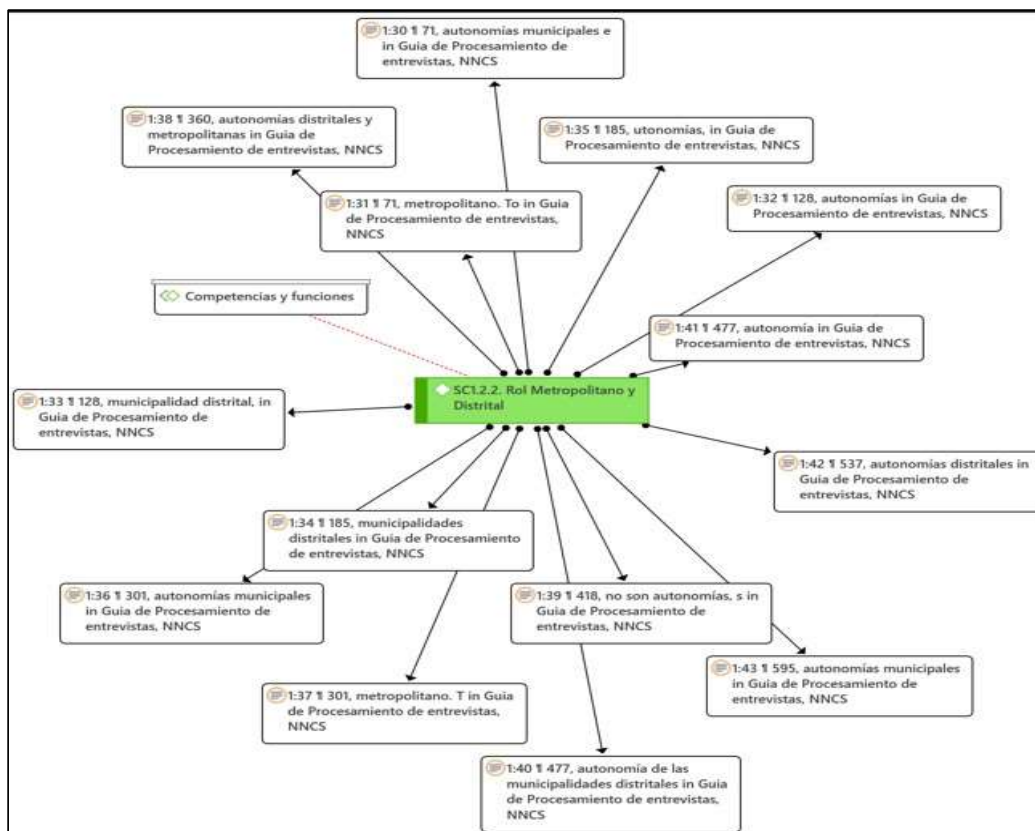 1:30 ¶ 71, autonomías municipales e
in Guia de Procesamiento de
entrevistas, NNCS
1:38 ¶ 360, autonomías distritales y
metropolitanas in Guia de
Procesamiento de entrevistas, NNCS
1:35 ¶ 185, utonomías, in Guia de
Procesamiento de entrevistas, NNCS
1:31 ¶ 71, metropolitano. To in Guia
de Procesamiento de entrevistas,
NNCS
1:32 ¶ 128, autonomías in Guia de
Procesamiento de entrevistas, NNCS
Competencias y funciones
1:41 ¶ 477, autonomía in Guia de
Procesamiento de entrevistas, NNCS
SC1.2.2. Rol Metropolitano y
Distrital
1:33 ¶ 128, municipalidad distrital, in
Guia de Procesamiento de
entrevistas, NNCS
1:42 ¶ 537, autonomías distritales in
Guia de Procesamiento de
entrevistas, NNCS
1:34 ¶ 185, municipalidades
distritales in Guia de Procesamiento
de entrevistas, NNCS
1:36 ¶ 301, autonomías municipales
in Guia de Procesamiento de
entrevistas, NNCS
1:39 ¶ 418, no son autonomías, s in
Guia de Procesamiento de
entrevistas, NNCS
1:43 ¶ 595, autonomías municipales
in Guia de Procesamiento de
entrevistas, NNCS
1:37 ¶ 301, metropolitano. T in Guia
de Procesamiento de entrevistas,
NNCS
1:40 ¶ 477, autonomía de las
municipalidades distritales in Guia
de Procesamiento de entrevistas,
NNCS